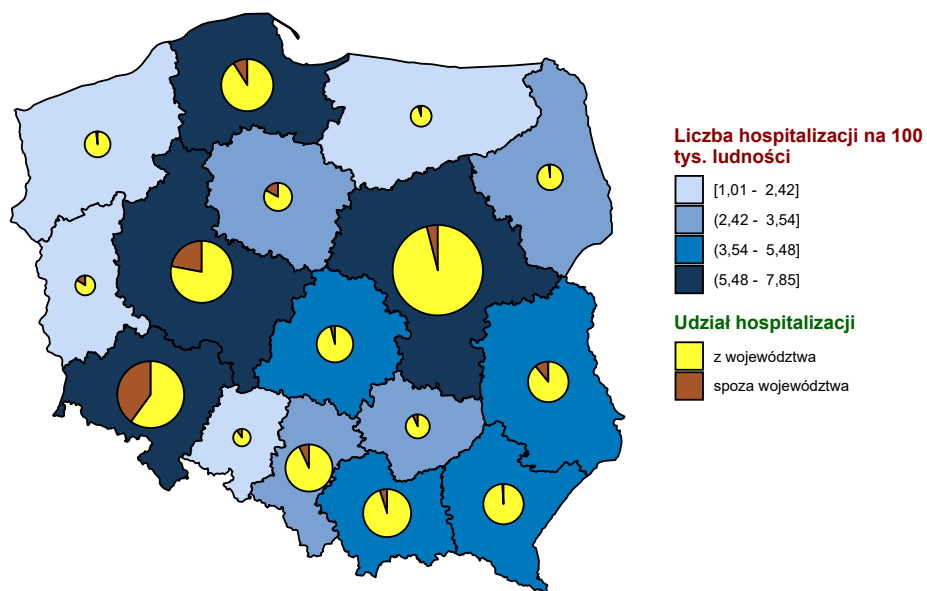 Liczba hospitalizacji na 100
tys. ludności
[1,01 - 2,42]
(2,42 - 3,54]
(3,54 - 5,48]
(5,48 - 7,85]
Udział hospitalizacji
z województwa
spoza województwa